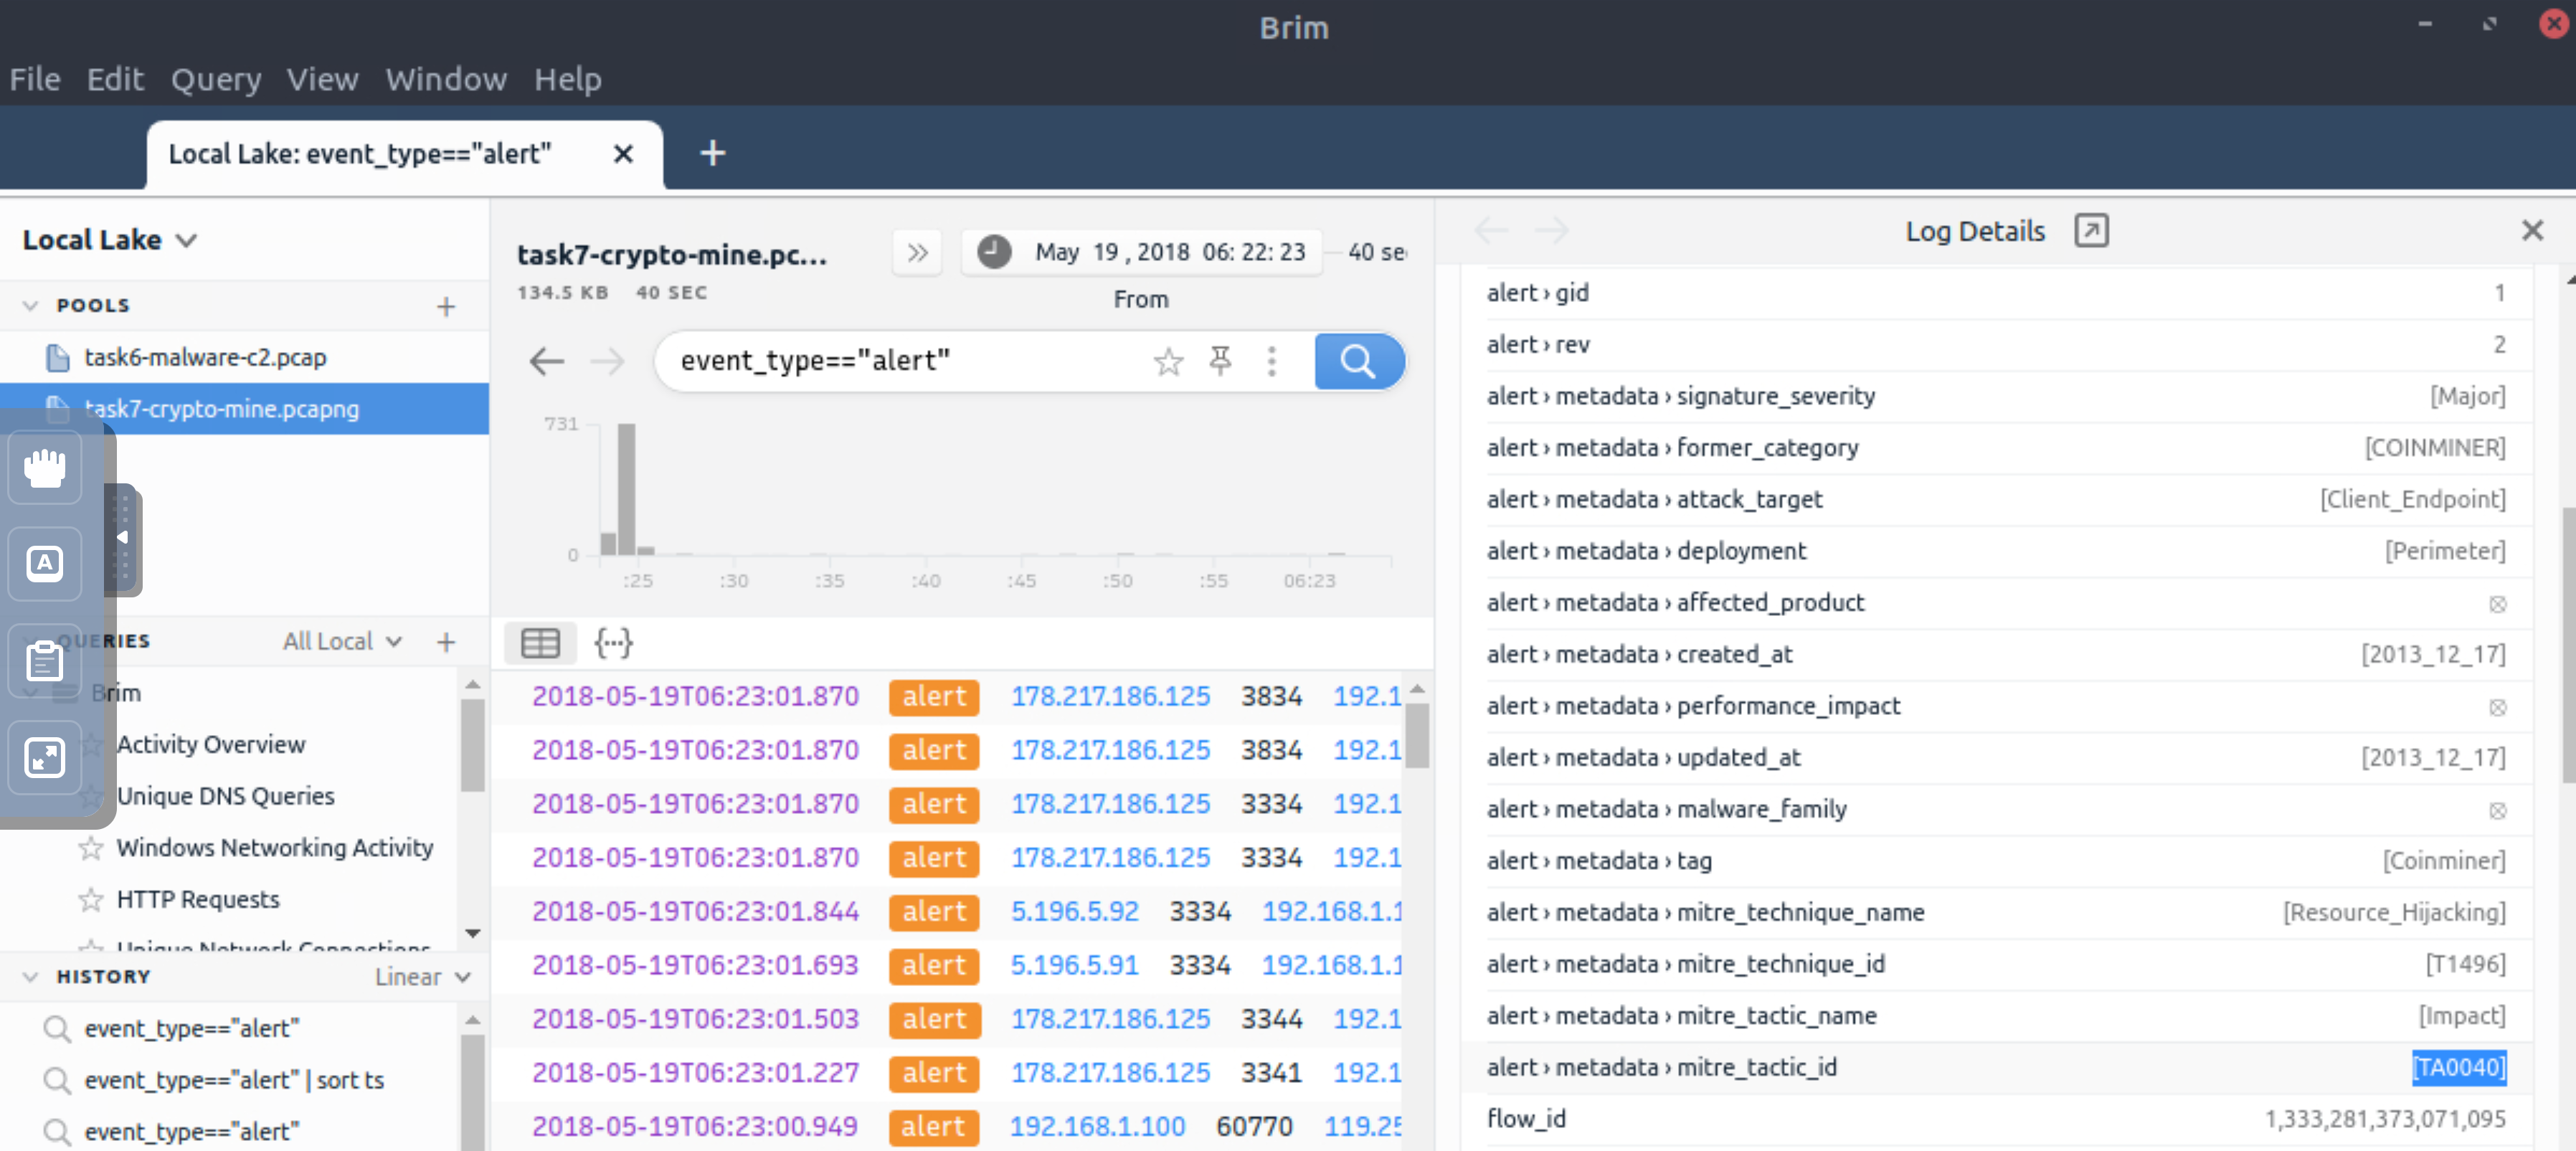 Brim
File Edit Query View Window Help
Local Lake: event_type=="alert"
Local Lake
POOLS
task6-malware-c2.pcap
task7-crypto-mine.pcapng
QUERIES All Local
Brim
Activity Overview
Unique DNS Queries
Windows Networking Activity
HTTP Requests
Unique Network Connections
HISTORY Linear
event_type=="alert"
event_type=="alert" | sort ts
event_type=="alert"
task7-crypto-mine.pc...
134.5 KB 40 SEC
May 19 , 2018 06: 22: 23
40 se
From
event_type=="alert"
731
0
:25 :30 :35 :40 :45 :50 :55 06:23
2018-05-19T06:23:01.870 alert 178.217.186.125 3834 192.1
2018-05-19T06:23:01.870 alert 178.217.186.125 3834 192.1
2018-05-19T06:23:01.870 alert 178.217.186.125 3334 192.1
2018-05-19T06:23:01.870 alert 178.217.186.125 3334 192.1
2018-05-19T06:23:01.844 alert 5.196.5.92 3334 192.168.1.1
2018-05-19T06:23:01.693 alert 5.196.5.91 3334 192.168.1.1
2018-05-19T06:23:01.503 alert 178.217.186.125 3344 192.1
2018-05-19T06:23:01.227 alert 178.217.186.125 3341 192.1
2018-05-19T06:23:00.949 alert 192.168.1.100 60770 119.25
Log Details
alert › gid 1
alert › rev 2
alert › metadata › signature_severity [Major]
alert › metadata › former_category [COINMINER]
alert › metadata › attack_target [Client_Endpoint]
alert › metadata › deployment [Perimeter]
alert › metadata › affected_product
alert › metadata › created_at [2013_12_17]
alert › metadata › performance_impact
alert › metadata › updated_at [2013_12_17]
alert › metadata › malware_family
alert › metadata › tag [Coinminer]
alert › metadata › mitre_technique_name [Resource_Hijacking]
alert › metadata › mitre_technique_id [T1496]
alert › metadata › mitre_tactic_name [Impact]
alert › metadata › mitre_tactic_id [TA0040]
flow_id 1,333,281,373,071,095